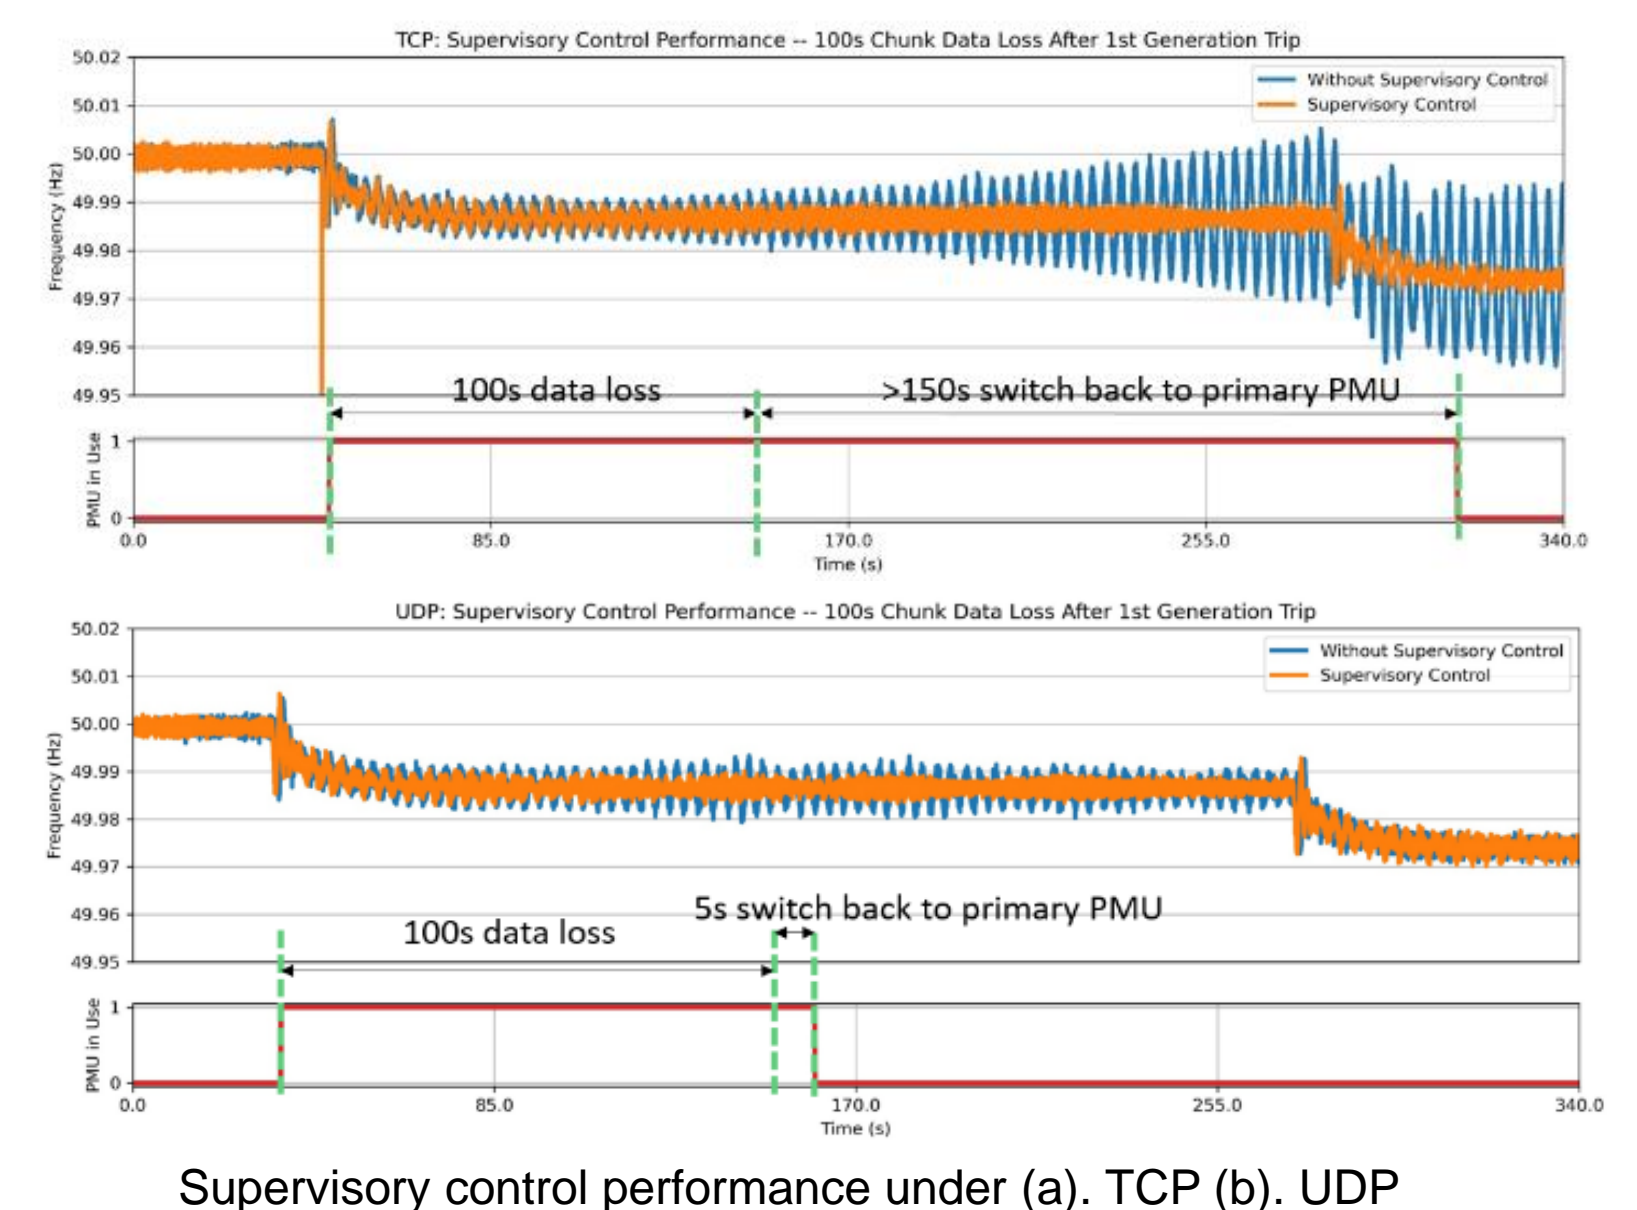 TCP: Supervisory Control Performance -- 100s Chunk Data Loss After 1st Generation Trip
50.02
50.01
50.00
49.99
49.98
49.97
49.96
49.95
Frequency (Hz)
Without Supervisory Control
Supervisory Control
100s data loss
>150s switch back to primary PMU
PMU in Use
1
0
0.0 85.0 170.0 255.0 340.0
Time (s)
UDP: Supervisory Control Performance -- 100s Chunk Data Loss After 1st Generation Trip
50.02
50.01
50.00
49.99
49.98
49.97
49.96
49.95
Frequency (Hz)
Without Supervisory Control
Supervisory Control
5s switch back to primary PMU
100s data loss
PMU in Use
1
0
0.0 85.0 170.0 255.0 340.0
Time (s)
Supervisory control performance under (a). TCP (b). UDP